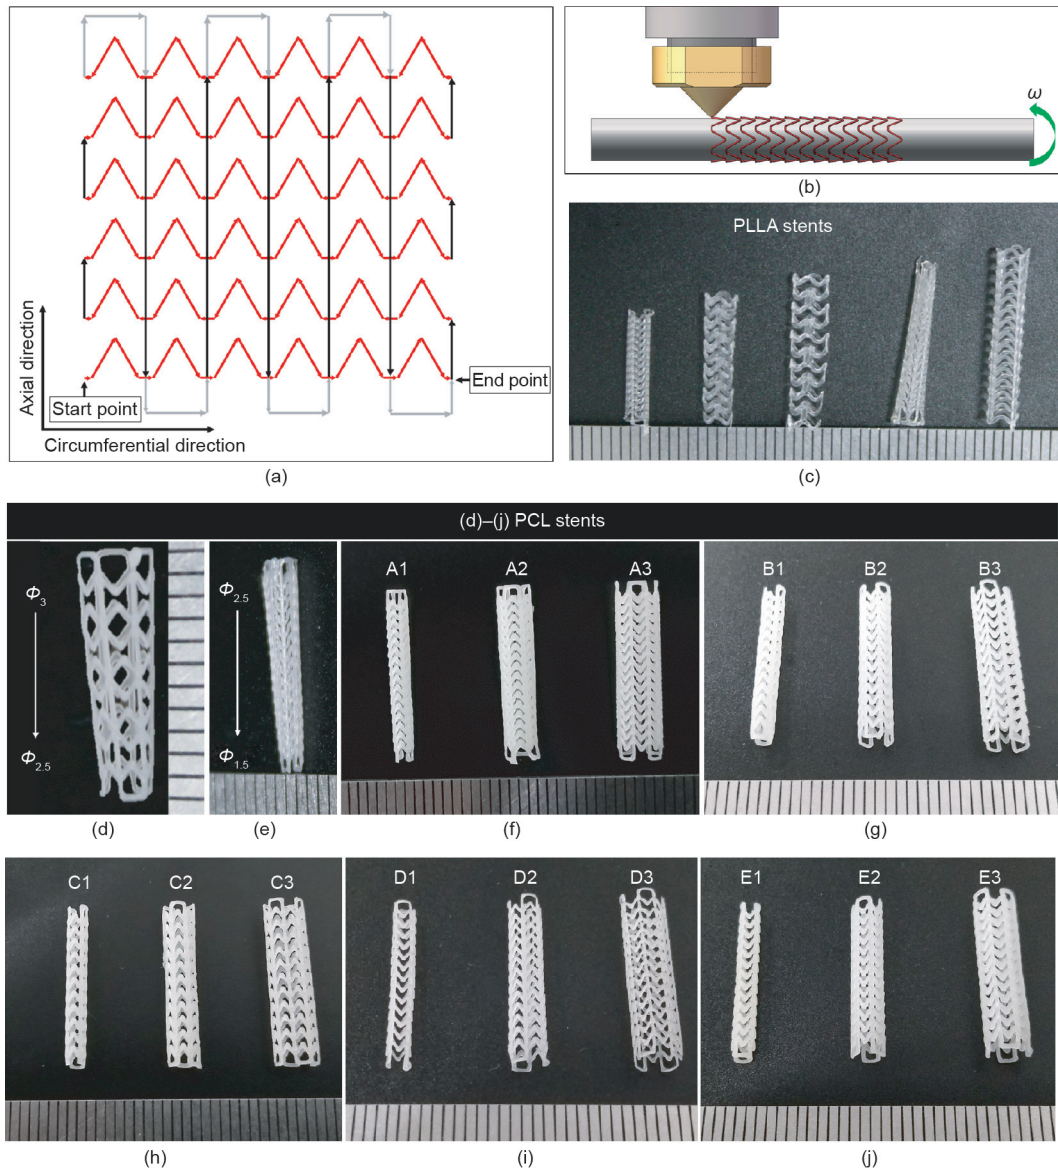 Axial direction
Start point
End point
Circumferential direction
(a)
ω
(b)
PLLA stents
(c)
(d)–(j) PCL stents
Φ3
Φ2.5
(d)
Φ2.5
Φ1.5
(e)
A1 A2 A3
(f)
B1 B2 B3
(g)
C1 C2 C3
(h)
D1 D2 D3
(i)
E1 E2 E3
(j)